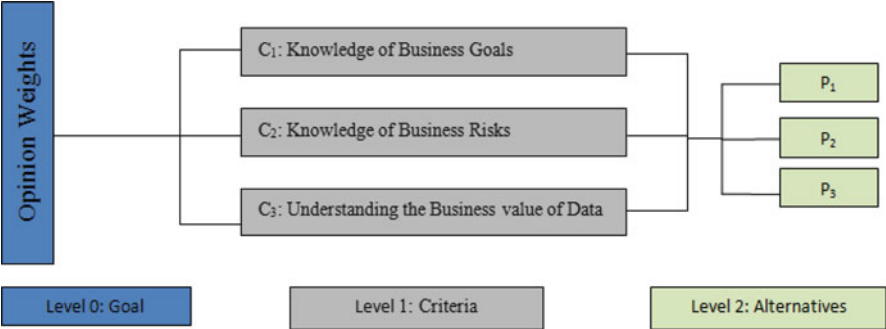 Opinion Weights
C₁: Knowledge of Business Goals
C₂: Knowledge of Business Risks
C₃: Understanding the Business value of Data
P₁
P₂
P₃
Level 0: Goal
Level 1: Criteria
Level 2: Alternatives